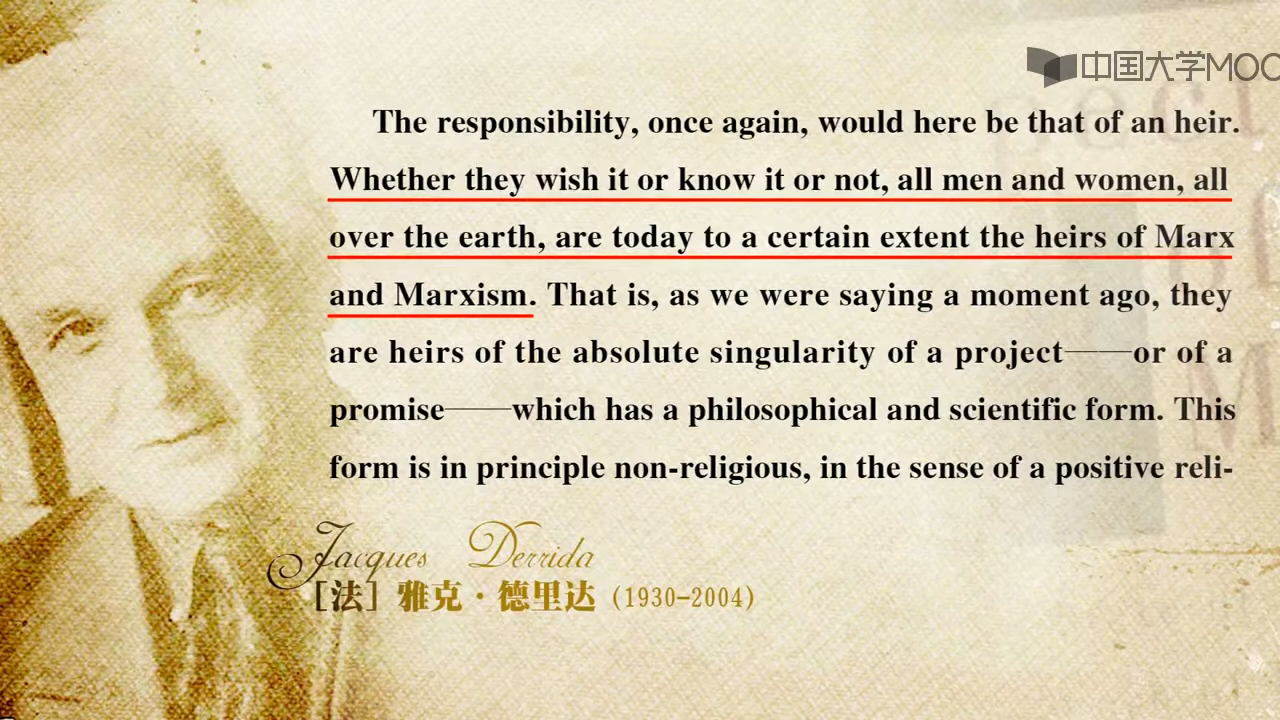 中国大学MOO
The responsibility, once again, would here be that of an heir.
Whether they wish it or know it or not, all men and women, all
over the earth, are today to a certain extent the heirs of Marx
and Marxism. That is, as we were saying a moment ago, they
are heirs of the absolute singularity of a project——or of a
promise——which has a philosophical and scientific form. This
form is in principle non-religious, in the sense of a positive reli-
Jacques Derrida
[法] 雅克·德里达 (1930-2004)